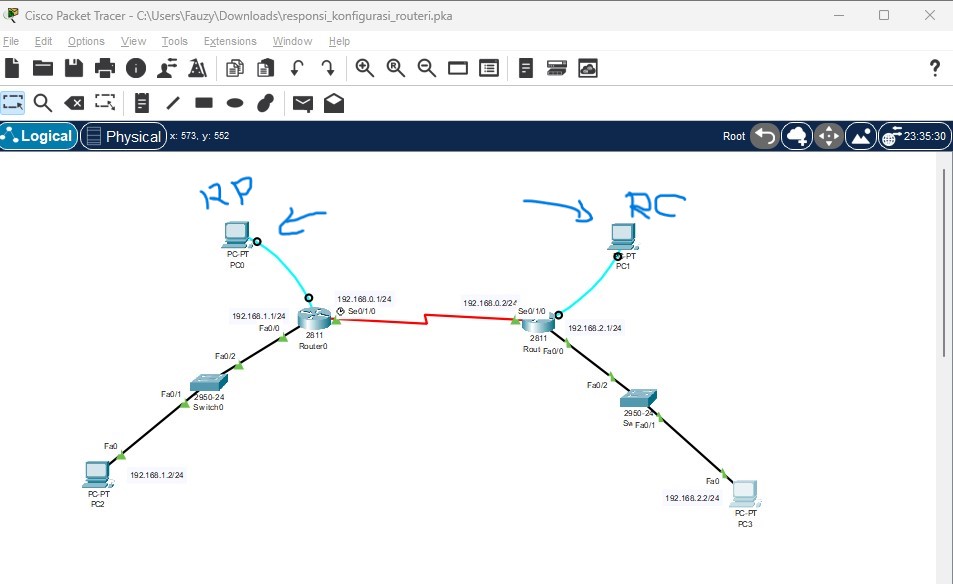 Cisco Packet Tracer - C:\Users\Fauzy\Downloads\responsi_konfigurasi_routeri.pka
File Edit Options View Tools Extensions Window Help
Logical Physical x: 573, y: 552 Root 23:35:30
RP
RC
PC-PT
PC0
PC-PT
PC1
192.168.0.1/24
Se0/1/0
192.168.0.2/24
Se0/1/0
192.168.1.1/24
Fa0/0
2811
Router0
192.168.2.1/24
2811
Rout Fa0/0
Fa0/2
Fa0/1
2950-24
Switch0
Fa0/2
2950-24
Sw Fa0/1
Fa0
192.168.1.2/24
PC-PT
PC2
Fa0
192.168.2.2/24
PC-PT
PC3